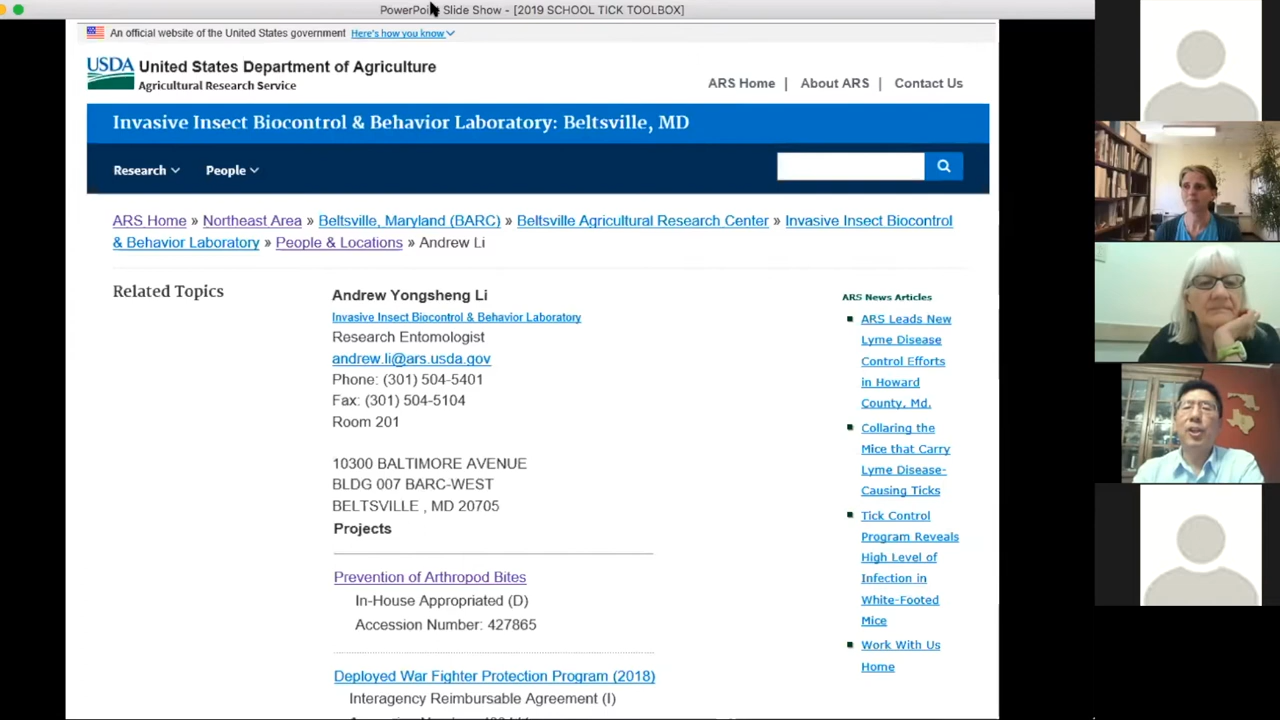 PowerPoint Slide Show - [2019 SCHOOL TICK TOOLBOX]
An official website of the United States government Here's how you know
USDA United States Department of Agriculture
Agricultural Research Service
ARS Home | About ARS | Contact Us
Invasive Insect Biocontrol & Behavior Laboratory: Beltsville, MD
Research People
ARS Home » Northeast Area » Beltsville, Maryland (BARC) » Beltsville Agricultural Research Center » Invasive Insect Biocontrol
& Behavior Laboratory » People & Locations » Andrew Li
Related Topics
Andrew Yongsheng Li
Invasive Insect Biocontrol & Behavior Laboratory
Research Entomologist
andrew.li@ars.usda.gov
Phone: (301) 504-5401
Fax: (301) 504-5104
Room 201
10300 BALTIMORE AVENUE
BLDG 007 BARC-WEST
BELTSVILLE , MD 20705
Projects
Prevention of Arthropod Bites
In-House Appropriated (D)
Accession Number: 427865
Deployed War Fighter Protection Program (2018)
Interagency Reimbursable Agreement (I)
ARS News Articles
ARS Leads New
Lyme Disease
Control Efforts
in Howard
County, Md.
Collaring the
Mice that Carry
Lyme Disease-
Causing Ticks
Tick Control
Program Reveals
High Level of
Infection in
White-Footed
Mice
Work With Us
Home